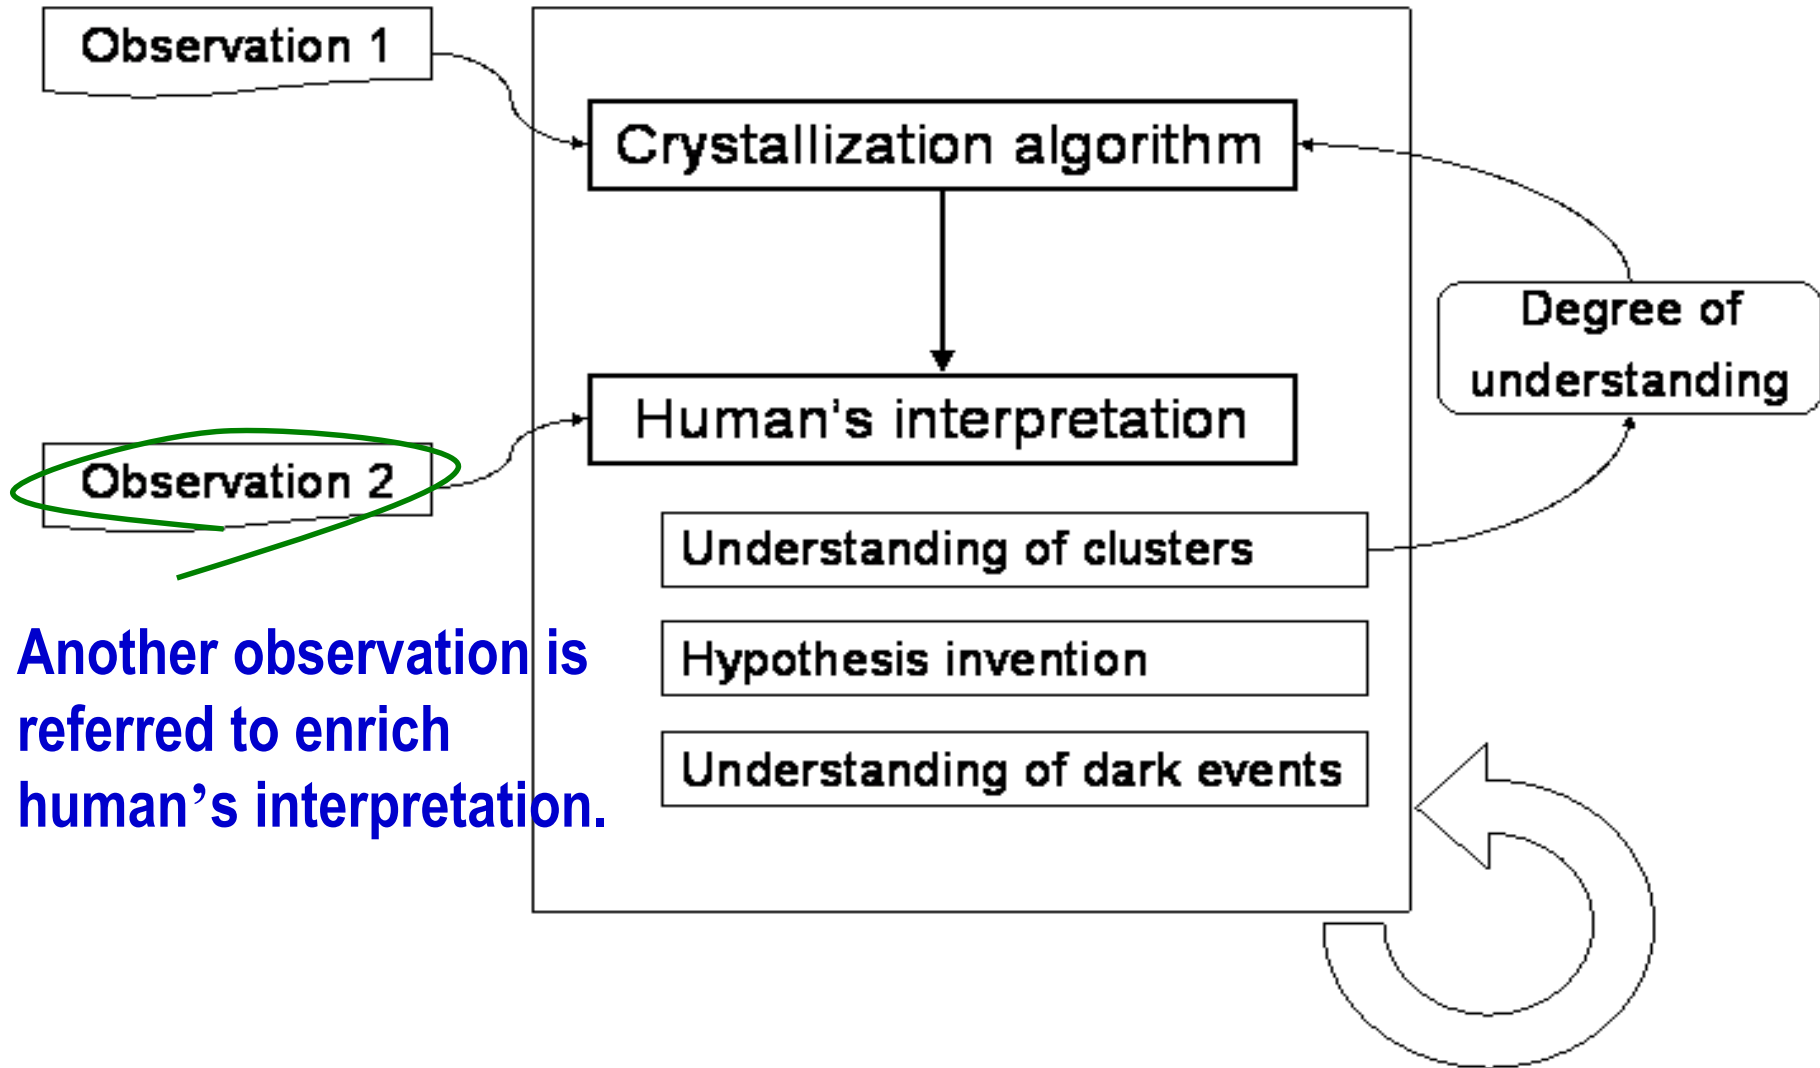 Observation 1
Crystallization algorithm
Degree of
understanding
Human's interpretation
Observation 2
Understanding of clusters
Hypothesis invention
Understanding of dark events
Another observation is
referred to enrich
human’s interpretation.